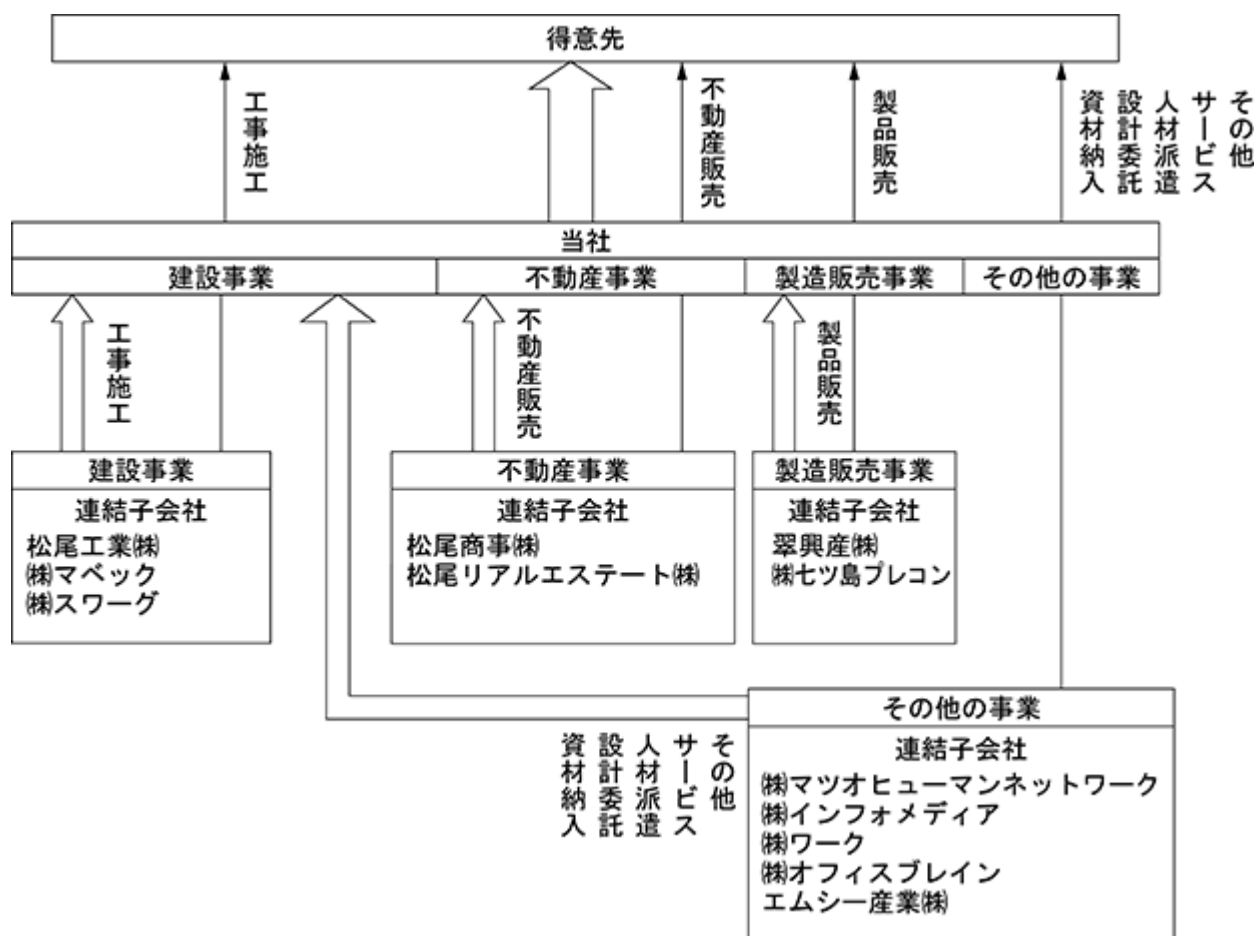 得意先
工事施工
不動産販売
製品販売
その他
サービス
人材派遣
設計委託
資材納入
当社
建設事業
不動産事業
製造販売事業
その他の事業
工事施工
不動産販売
製品販売
建設事業
連結子会社
松尾工業㈱
㈱マベック
㈱スワーグ
不動産事業
連結子会社
松尾商事㈱
松尾リアルエステート㈱
製造販売事業
連結子会社
翠興産㈱
㈱七ツ島プレコン
その他
サービス
人材派遣
設計委託
資材納入
その他の事業
連結子会社
㈱マツオヒューマンネットワーク
㈱インフォメディア
㈱ワーク
㈱オフィスブレイン
エムシー産業㈱